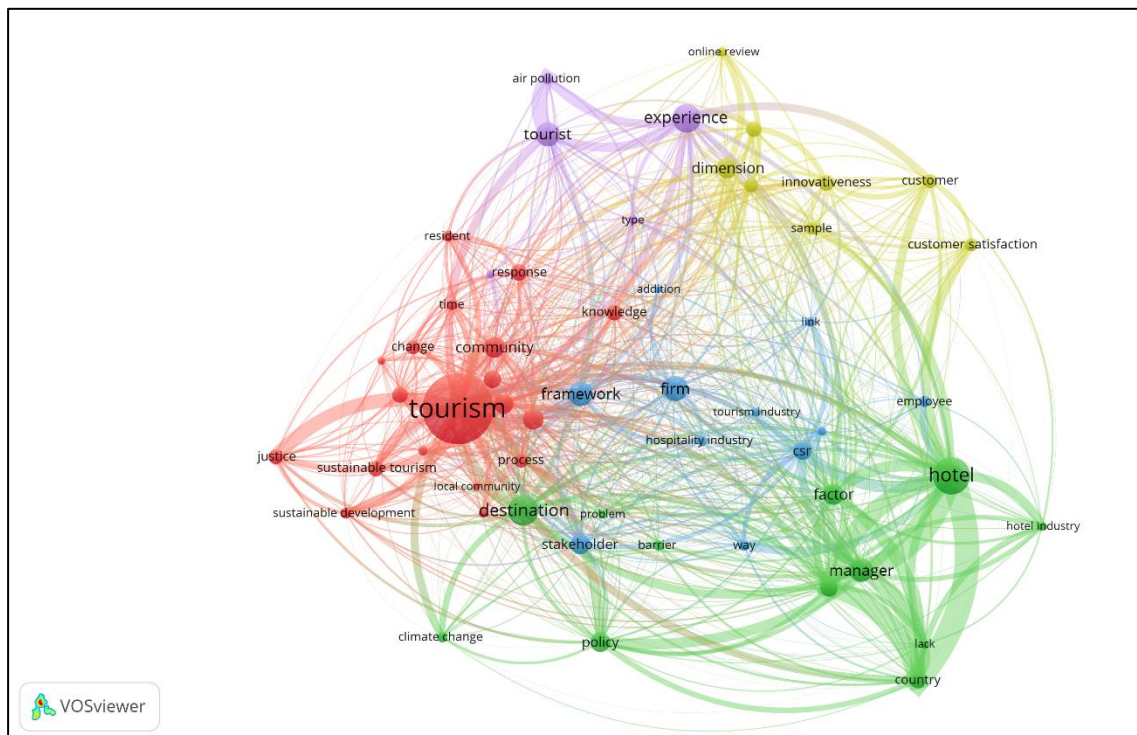 online review
air pollution
experience
tourist
dimension
innovativeness
customer
type
sample
resident
customer satisfaction
response
addition
time
knowledge
link
change
community
framework
firm
employee
tourism
tourism industry
hospitality industry
csr
justice
process
sustainable tourism
hotel
local community
factor
sustainable development
destination
problem
hotel industry
stakeholder
barrier
way
manager
climate change
policy
lack
country
VOSviewer